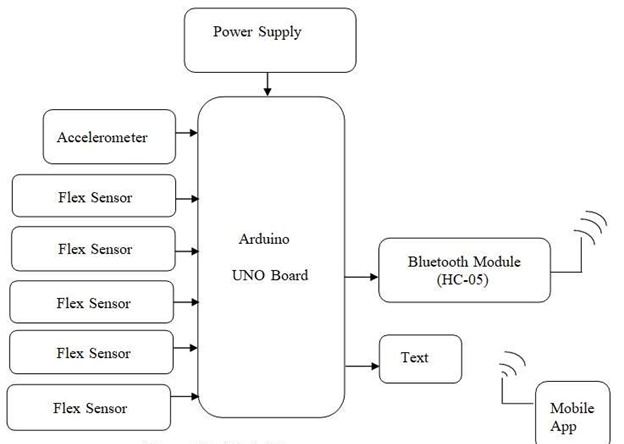 Power Supply
Accelerometer
Flex Sensor
Flex Sensor
Flex Sensor
Flex Sensor
Flex Sensor
Arduino
UNO Board
Bluetooth Module
(HC-05)
Text
Mobile
App